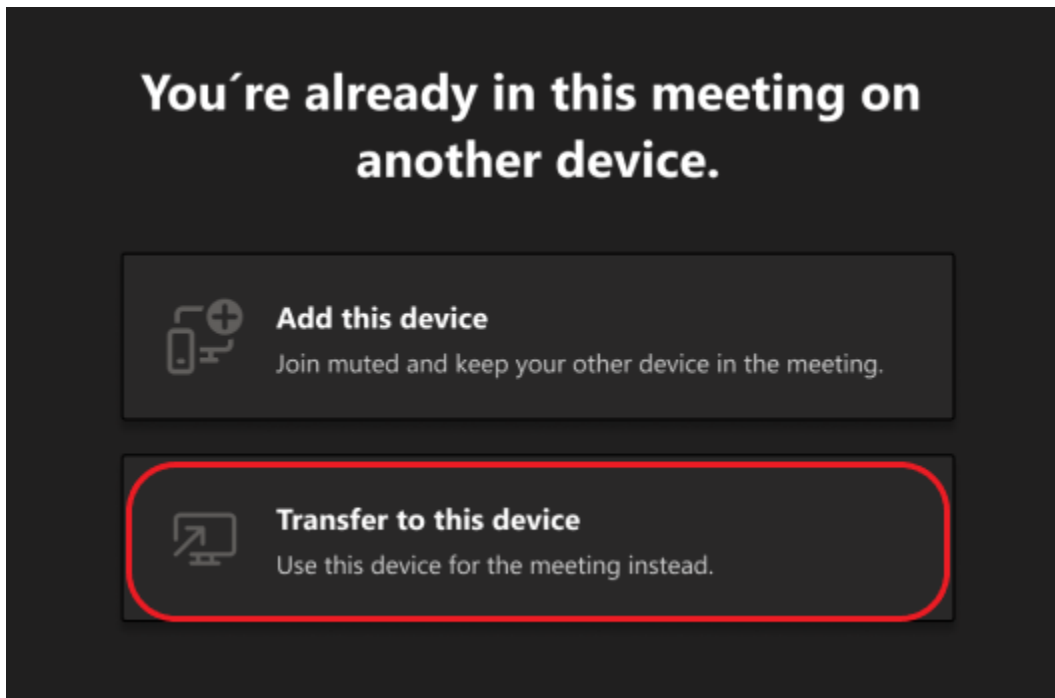 You´re already in this meeting on
another device.
Add this device
Join muted and keep your other device in the meeting.
Transfer to this device
Use this device for the meeting instead.